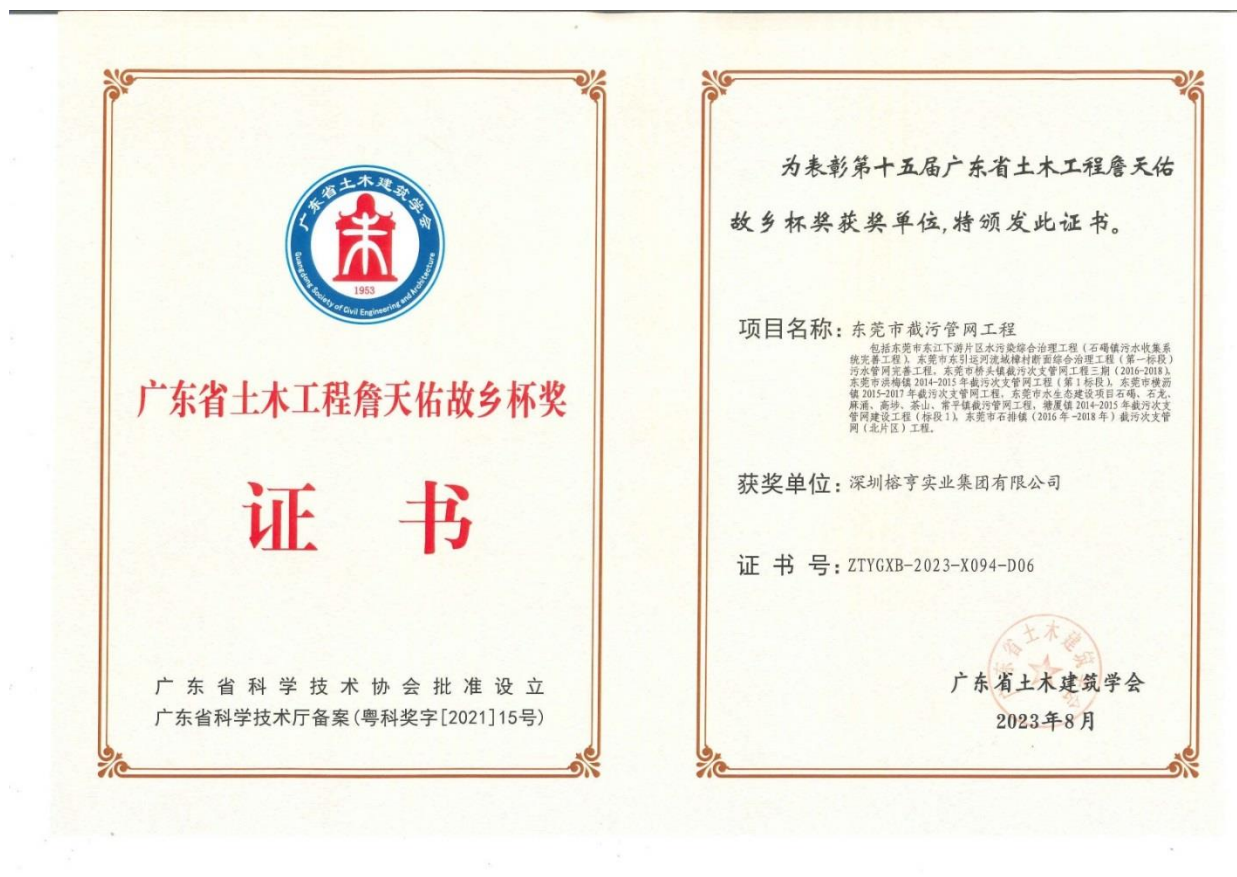 广东省土木建筑学会
1953
Guangdong Society of Civil Engineering and Architecture
广东省土木工程詹天佑故乡杯奖
证 书
广东省科学技术协会批准设立
广东省科学技术厅备案(粤科奖字[2021]15号)
为表彰第十五届广东省土木工程詹天佑
故乡杯奖获奖单位,特颁发此证书。
项目名称:东莞市截污管网工程
包括东莞市东江下游片区水污染综合治理工程(石碣镇污水收集系
统完善工程)、东莞市东引运河流域樟村断面综合治理工程(第一标段)
污水管网完善工程、东莞市桥头镇截污次支管网工程三期(2016-2018)、
东莞市洪梅镇2014-2015年截污次支管网工程(第1标段)、东莞市横沥
镇2015-2017年截污次支管网工程、东莞市水生态建设项目石碣、石龙、
麻涌、高埗、茶山、常平镇截污管网工程、塘厦镇2014-2015年截污次支
管网建设工程(标段1)、东莞市石排镇(2016年-2018年)截污次支管
网(北片区)工程。
获奖单位:深圳榕亨实业集团有限公司
证 书 号:ZTYGXB-2023-X094-D06
广东省土木建筑学会
广东省土木建筑学会
2023年8月